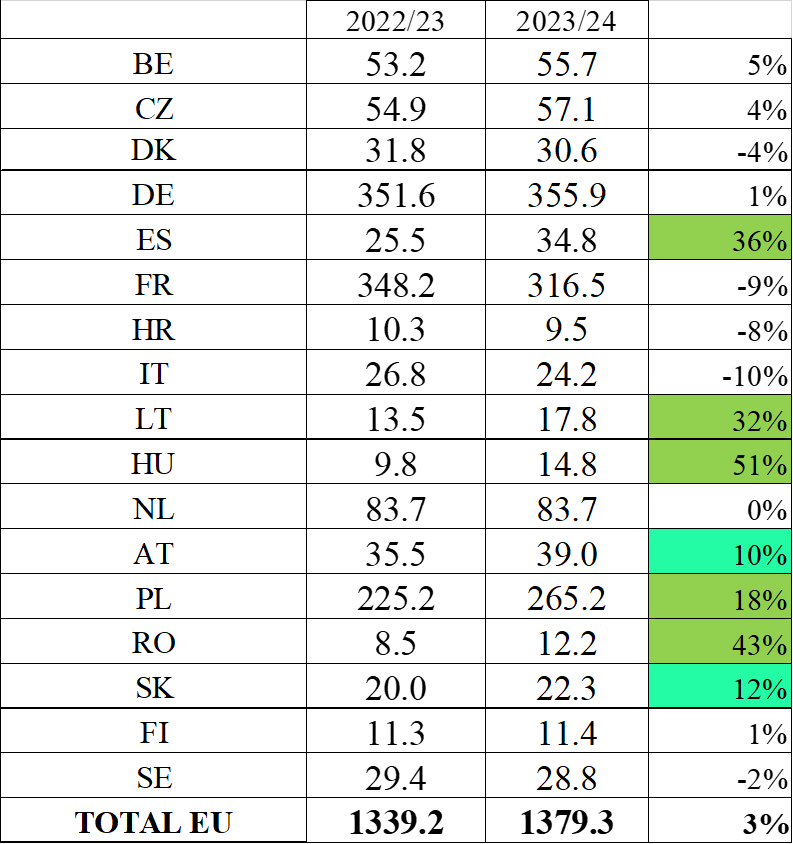 2022/23 2023/24
BE 53.2 55.7 5%
CZ 54.9 57.1 4%
DK 31.8 30.6 -4%
DE 351.6 355.9 1%
ES 25.5 34.8 36%
FR 348.2 316.5 -9%
HR 10.3 9.5 -8%
IT 26.8 24.2 -10%
LT 13.5 17.8 32%
HU 9.8 14.8 51%
NL 83.7 83.7 0%
AT 35.5 39.0 10%
PL 225.2 265.2 18%
RO 8.5 12.2 43%
SK 20.0 22.3 12%
FI 11.3 11.4 1%
SE 29.4 28.8 -2%
TOTAL EU 1339.2 1379.3 3%